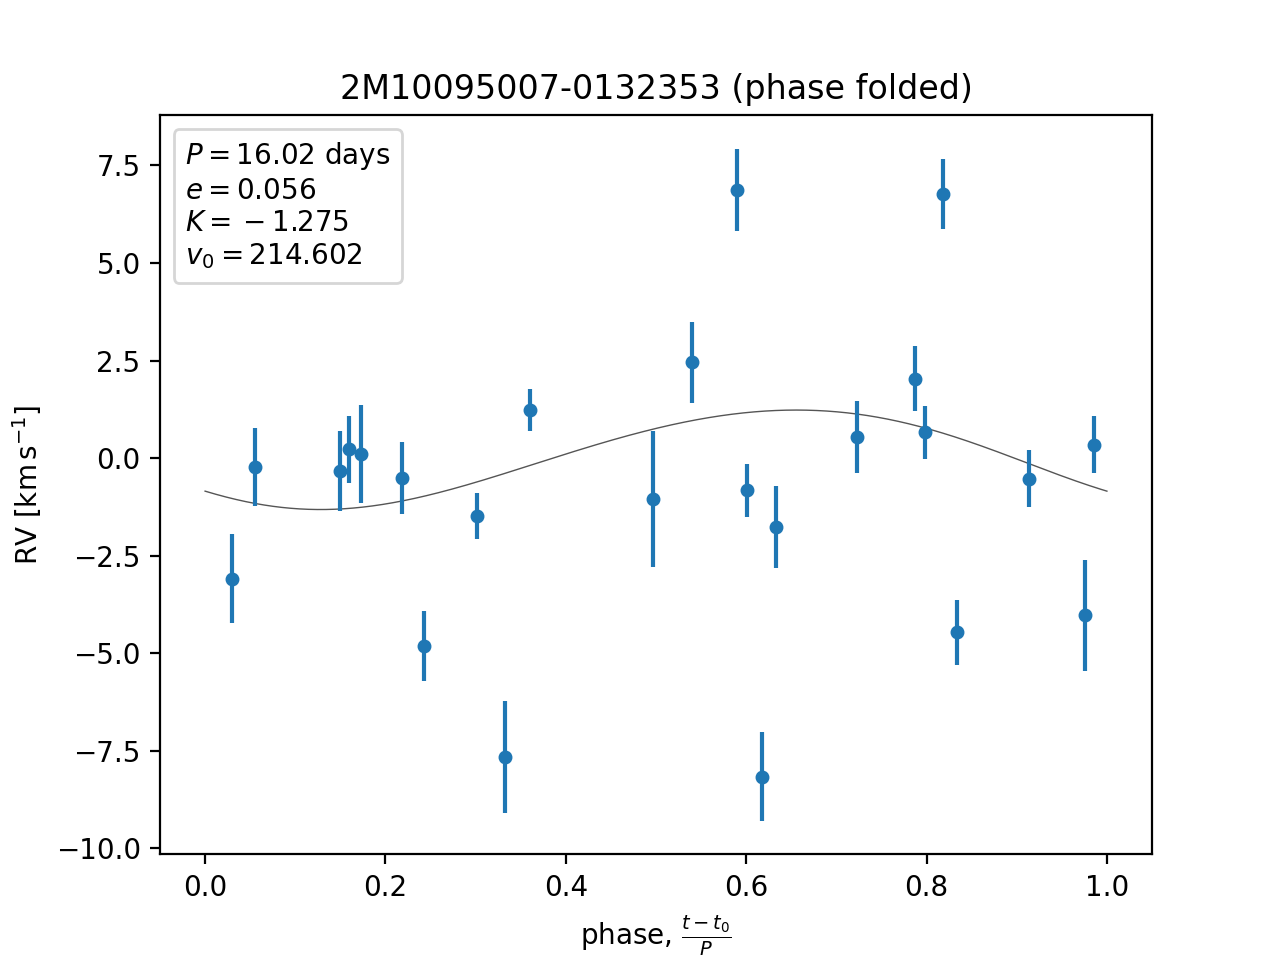 2M10095007-0132353 (phase folded)
P = 16.02 days
e = 0.056
K = −1.275
v₀ = 214.602
7.5
5.0
2.5
0.0
−2.5
−5.0
−7.5
−10.0
RV [km s⁻¹]
0.0 0.2 0.4 0.6 0.8 1.0
phase, (t − t₀)/P